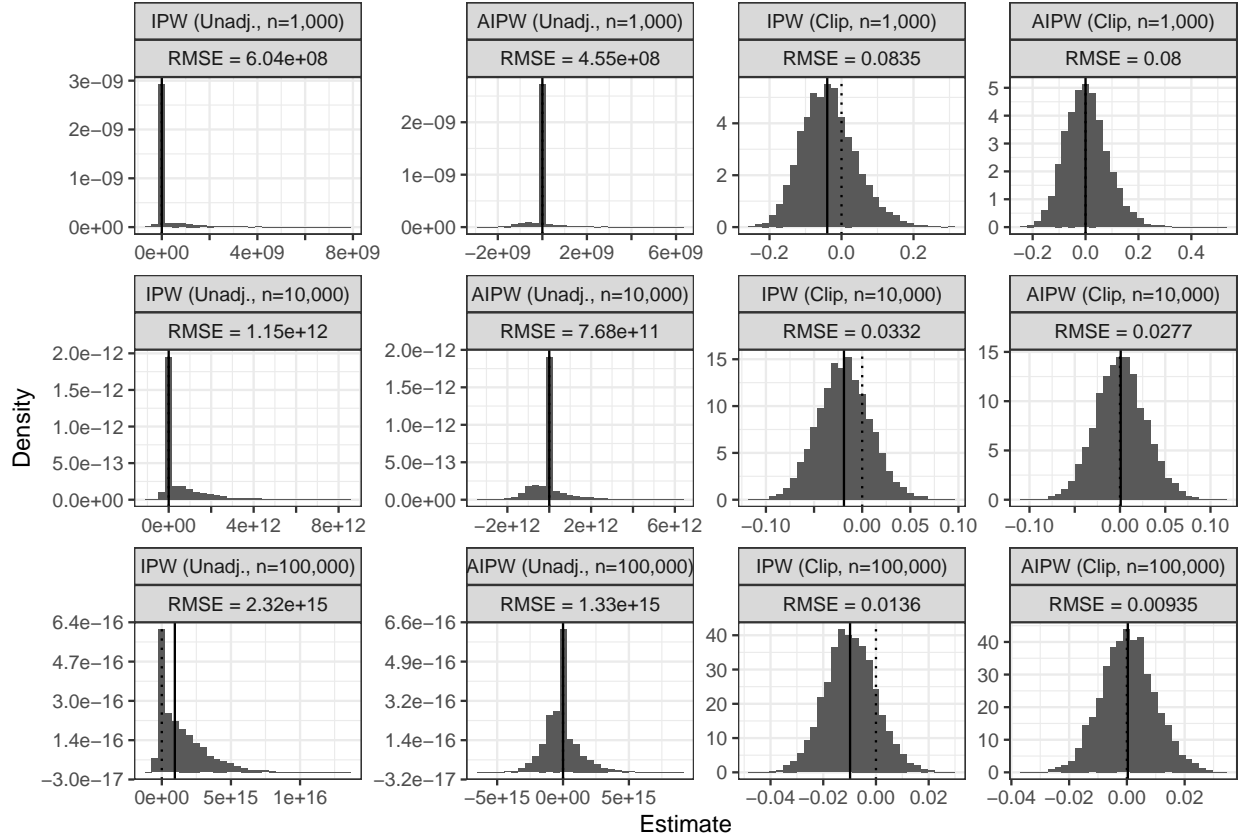 IPW (Unadj., n=1,000)
RMSE = 6.04e+08
3e−09
2e−09
1e−09
0e+00
0e+00 4e+09 8e+09
AIPW (Unadj., n=1,000)
RMSE = 4.55e+08
2e−09
1e−09
0e+00
−2e+09 2e+09 6e+09
IPW (Clip, n=1,000)
RMSE = 0.0835
4
2
0
−0.2 0.0 0.2
AIPW (Clip, n=1,000)
RMSE = 0.08
5
4
3
2
1
0
−0.2 0.0 0.2 0.4
Density
IPW (Unadj., n=10,000)
RMSE = 1.15e+12
2.0e−12
1.5e−12
1.0e−12
5.0e−13
0.0e+00
0e+00 4e+12 8e+12
AIPW (Unadj., n=10,000)
RMSE = 7.68e+11
2.0e−12
1.5e−12
1.0e−12
5.0e−13
0.0e+00
−2e+12 2e+12 6e+12
IPW (Clip, n=10,000)
RMSE = 0.0332
15
10
5
0
−0.10 0.00 0.05 0.10
AIPW (Clip, n=10,000)
RMSE = 0.0277
15
10
5
0
−0.10 0.00 0.05 0.10
IPW (Unadj., n=100,000)
RMSE = 2.32e+15
6.4e−16
4.7e−16
3.0e−16
1.4e−16
−3.0e−17
0e+00 5e+15 1e+16
AIPW (Unadj., n=100,000)
RMSE = 1.33e+15
6.6e−16
4.9e−16
3.2e−16
1.4e−16
−3.2e−17
−5e+15 0e+00 5e+15
IPW (Clip, n=100,000)
RMSE = 0.0136
40
30
20
10
0
−0.04 −0.02 0.00 0.02
AIPW (Clip, n=100,000)
RMSE = 0.00935
40
30
20
10
0
−0.04 −0.02 0.00 0.02
Estimate